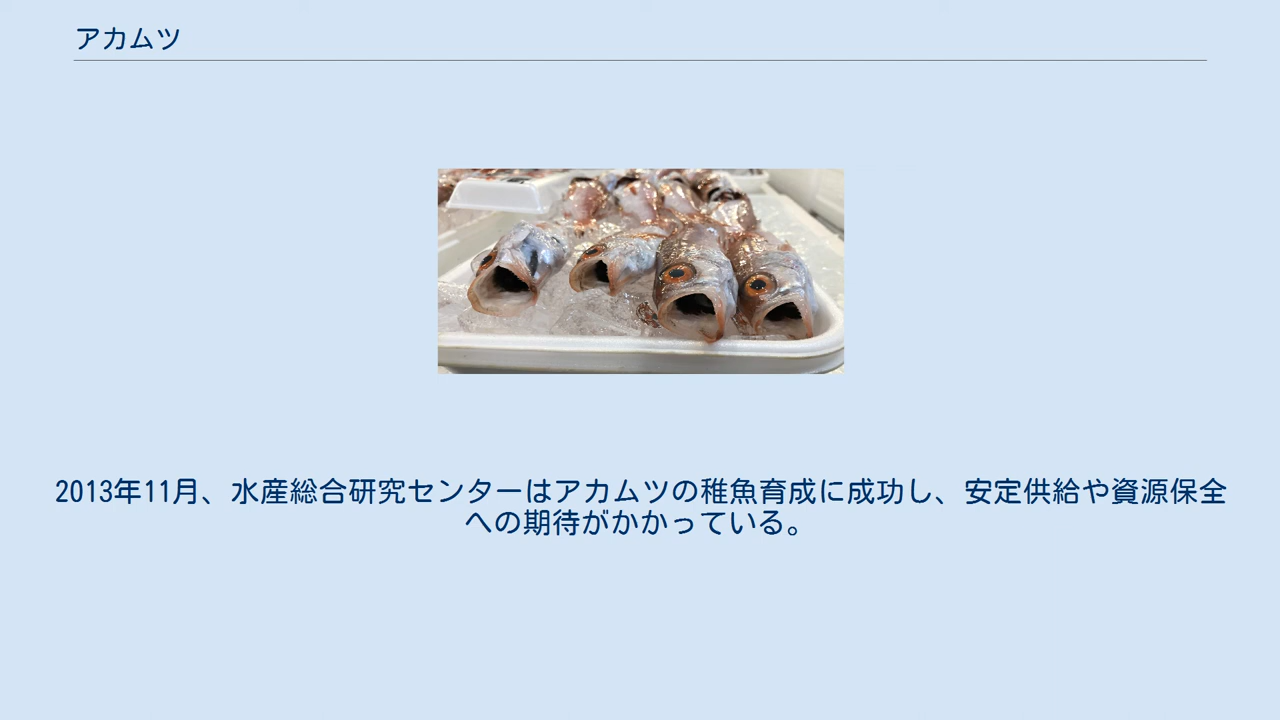 アカムツ
2013年11月、水産総合研究センターはアカムツの稚魚育成に成功し、安定供給や資源保全
への期待がかかっている。